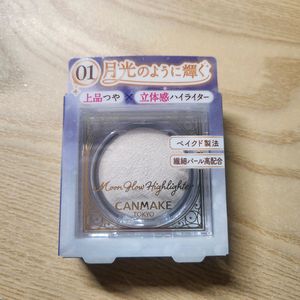 01 月光のように輝く
上品つや × 立体感ハイライター
ベイクド製法
繊細パール高配合
Moon Glow Highlighter
CANMAKE
TOKYO